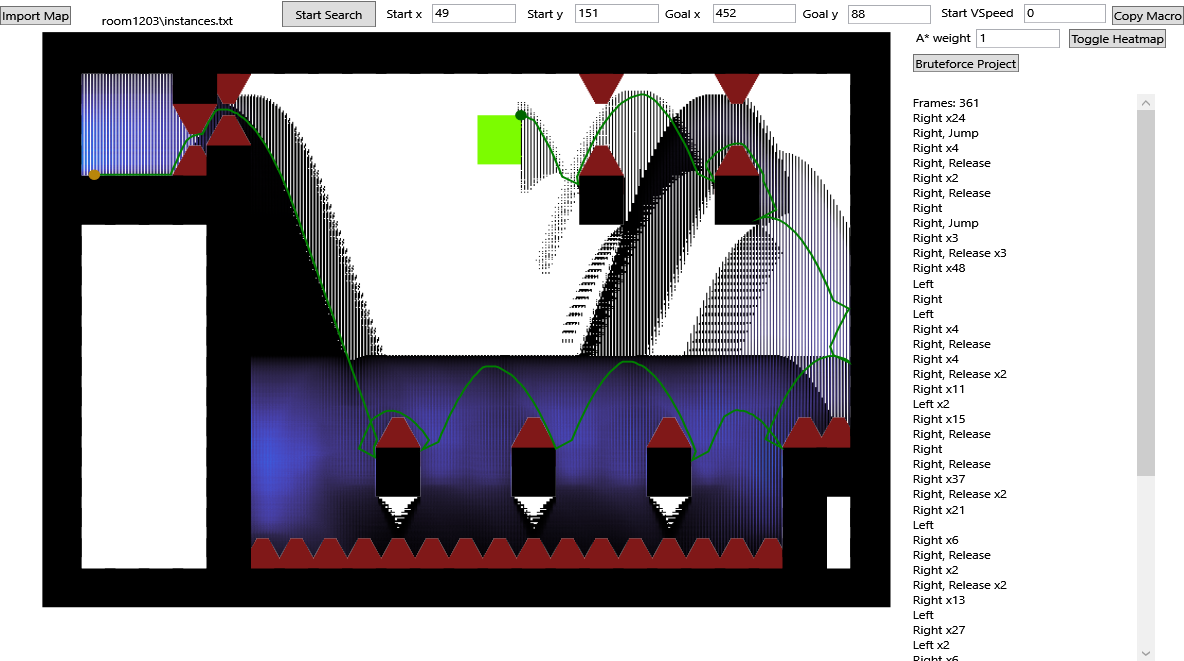 Import Map
room1203\instances.txt
Start Search
Start x 49
Start y 151
Goal x 452
Goal y 88
Start VSpeed 0
Copy Macro
A* weight 1
Toggle Heatmap
Bruteforce Project
Frames: 361
Right x24
Right, Jump
Right x4
Right, Release
Right x2
Right, Release
Right
Right, Jump
Right x3
Right, Release x3
Right x48
Left
Right
Left
Right x4
Right, Release
Right x4
Right, Release x2
Right x11
Left x2
Right x15
Right, Release
Right
Right, Release
Right x37
Right, Release x2
Right x21
Left
Right x6
Right, Release
Right x2
Right, Release x2
Right x13
Left
Right x27
Left x2
Right x6